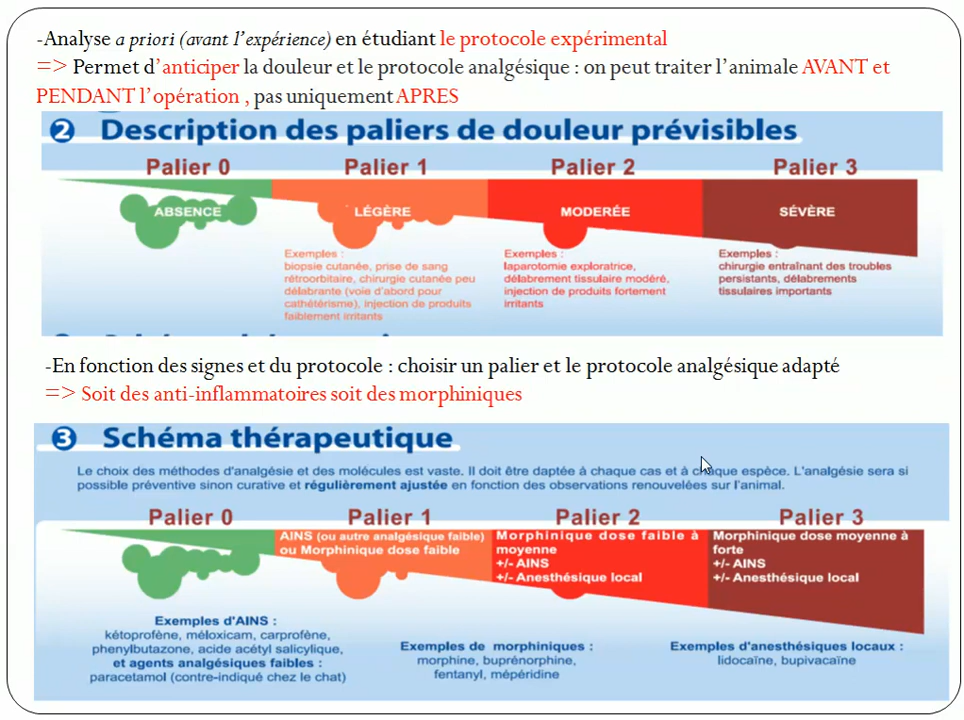 -Analyse a priori (avant l'expérience) en étudiant le protocole expérimental
=> Permet d'anticiper la douleur et le protocole analgésique : on peut traiter l'animale AVANT et
PENDANT l'opération , pas uniquement APRES
2 Description des paliers de douleur prévisibles
Palier 0 Palier 1 Palier 2 Palier 3
ABSENCE LÉGÈRE MODERÉE SÉVÈRE
Exemples :
biopsie cutanée, prise de sang
rétroorbitaire, chirurgie cutanée peu
délabrante (voie d'abord pour
cathétérisme), injection de produits
faiblement irritants
Exemples :
laparotomie exploratrice,
délabrement tissulaire modéré,
injection de produits fortement
irritants
Exemples :
chirurgie entraînant des troubles
persistants, délabrements
tissulaires importants
-En fonction des signes et du protocole : choisir un palier et le protocole analgésique adapté
=> Soit des anti-inflammatoires soit des morphiniques
3 Schéma thérapeutique
Le choix des méthodes d'analgésie et des molécules est vaste. Il doit être daptée à chaque cas et à chaque espèce. L'analgésie sera si
possible préventive sinon curative et régulièrement ajustée en fonction des observations renouvelées sur l'animal.
Palier 0 Palier 1 Palier 2 Palier 3
AINS (ou autre analgésique faible)
ou Morphinique dose faible
Morphinique dose faible à
moyenne
+/- AINS
+/- Anesthésique local
Morphinique dose moyenne à
forte
+/- AINS
+/- Anesthésique local
Exemples d'AINS :
kétoprofène, méloxicam, carprofène,
phenylbutazone, acide acétyl salicylique,
et agents analgésiques faibles :
paracetamol (contre-indiqué chez le chat)
Exemples de morphiniques :
morphine, buprénorphine,
fentanyl, mépéridine
Exemples d'anesthésiques locaux :
lidocaïne, bupivacaïne